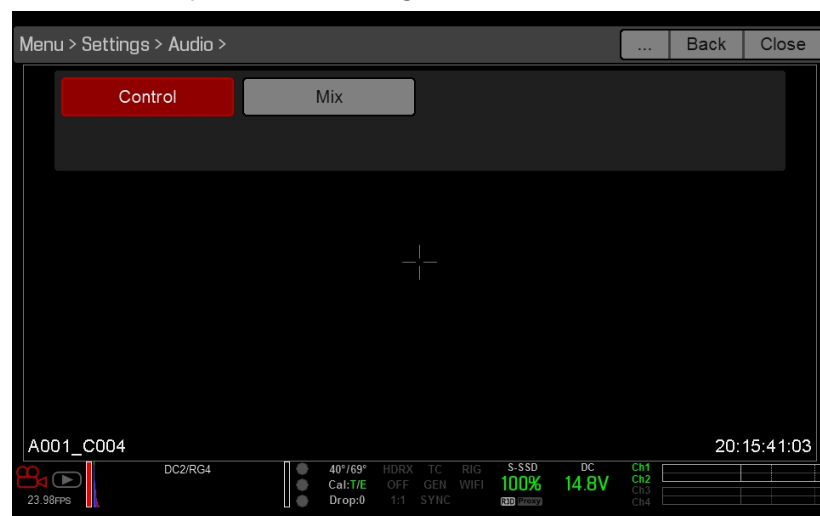 Menu > Settings > Audio >
... Back Close
Control Mix
A001_C004 20:15:41:03
DC2/RG4 40°/69° HDRX TC RIG S-SSD DC Ch1
Cal:T/E OFF GEN WIFI 100% 14.8V Ch2
Ch3
23.98FPS Drop:0 1:1 SYNC R3D Proxy Ch4